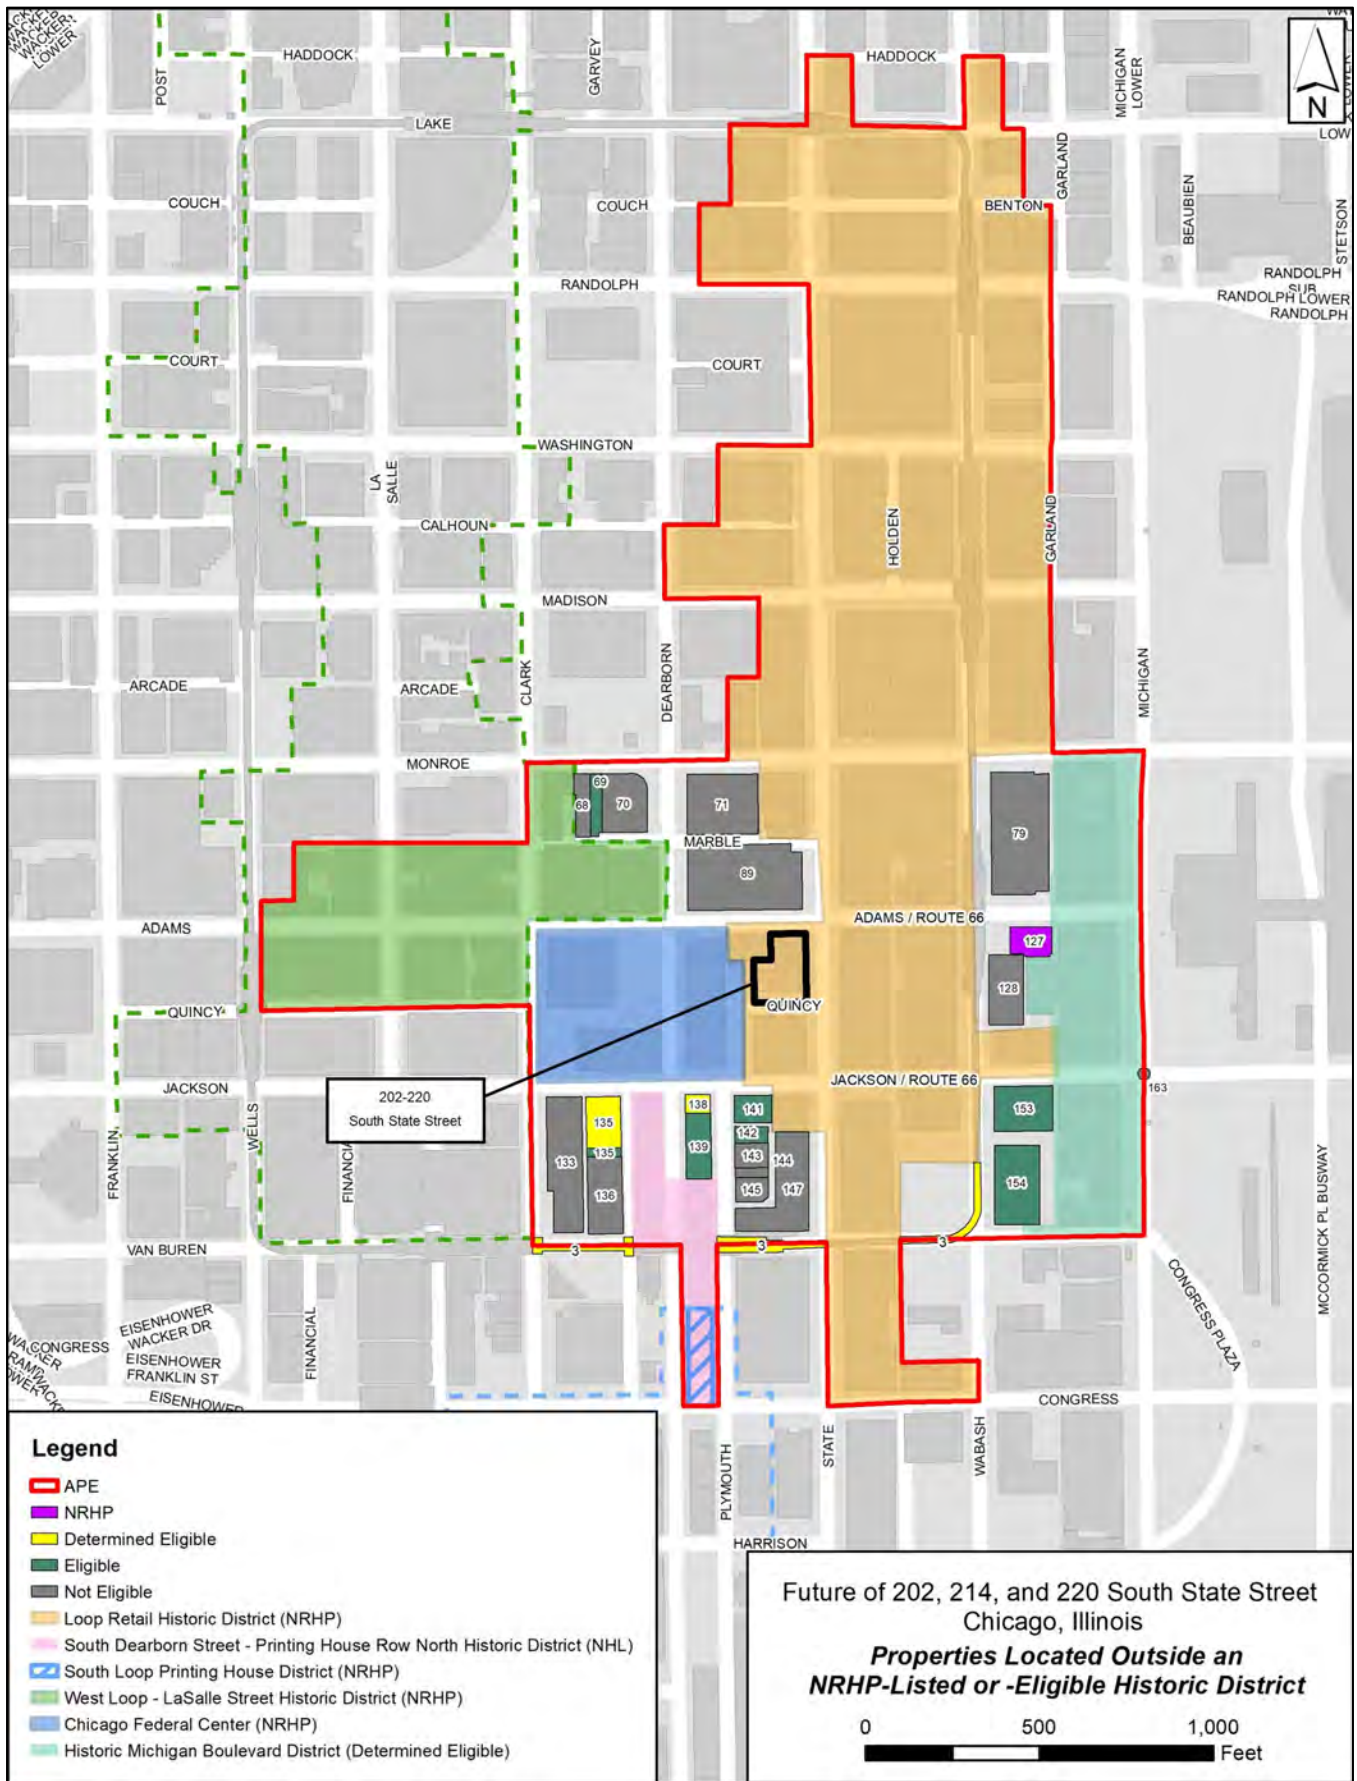 WACKER
WACKER
WACKER
LOWER
HADDOCK
POST
GARVEY
HADDOCK
MICHIGAN
LOWER
N
LAKE
LOW
GARLAND
COUCH
COUCH
BENTON
BEAUBIEN
STETSON
RANDOLPH
RANDOLPH
SUB
RANDOLPH LOWER
RANDOLPH
COURT
COURT
WASHINGTON
LA
SALLE
CALHOUN
HOLDEN
GARLAND
MADISON
ARCADE
ARCADE
CLARK
DEARBORN
MICHIGAN
MONROE
68
69
70
71
79
MARBLE
89
ADAMS
ADAMS / ROUTE 66
127
128
QUINCY
QUINCY
JACKSON
JACKSON / ROUTE 66
163
202-220
South State Street
FRANKLIN
WELLS
FINANCIA
133
135
135
136
138
139
141
142
143
144
145
147
153
154
VAN BUREN
3
3
3
MCCORMICK PL BUSWAY
CONGRESS PLAZA
EISENHOWER
WACKER DR
CONGRESS
EISENHOWER
FRANKLIN ST
EISENHOWER
FINANCIAL
CONGRESS
PLYMOUTH
STATE
WABASH
HARRISON
Legend
APE
NRHP
Determined Eligible
Eligible
Not Eligible
Loop Retail Historic District (NRHP)
South Dearborn Street - Printing House Row North Historic District (NHL)
South Loop Printing House District (NRHP)
West Loop - LaSalle Street Historic District (NRHP)
Chicago Federal Center (NRHP)
Historic Michigan Boulevard District (Determined Eligible)
Future of 202, 214, and 220 South State Street
Chicago, Illinois
Properties Located Outside an
NRHP-Listed or -Eligible Historic District
0 500 1,000
Feet